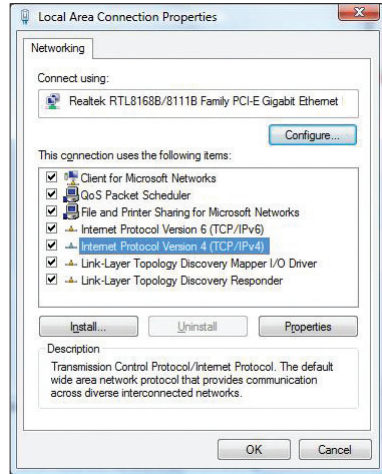 Local Area Connection Properties
Networking
Connect using:
Realtek RTL8168B/8111B Family PCI-E Gigabit Ethernet
Configure...
This connection uses the following items:
Client for Microsoft Networks
QoS Packet Scheduler
File and Printer Sharing for Microsoft Networks
Internet Protocol Version 6 (TCP/IPv6)
Internet Protocol Version 4 (TCP/IPv4)
Link-Layer Topology Discovery Mapper I/O Driver
Link-Layer Topology Discovery Responder
Install... Uninstall Properties
Description
Transmission Control Protocol/Internet Protocol. The default
wide area network protocol that provides communication
across diverse interconnected networks.
OK Cancel